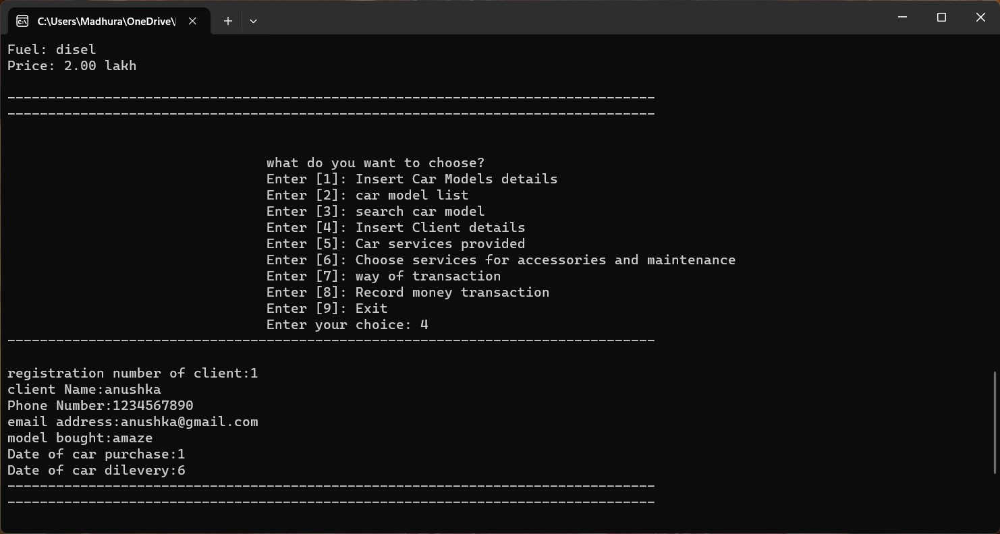 C:\Users\Madhura\OneDrive\
Fuel: disel
Price: 2.00 lakh
--------------------------------------------------------------------------------
--------------------------------------------------------------------------------
what do you want to choose?
Enter [1]: Insert Car Models details
Enter [2]: car model list
Enter [3]: search car model
Enter [4]: Insert Client details
Enter [5]: Car services provided
Enter [6]: Choose services for accessories and maintenance
Enter [7]: way of transaction
Enter [8]: Record money transaction
Enter [9]: Exit
Enter your choice: 4
--------------------------------------------------------------------------------
registration number of client:1
client Name:anushka
Phone Number:1234567890
email address:anushka@gmail.com
model bought:amaze
Date of car purchase:1
Date of car dilevery:6
--------------------------------------------------------------------------------
--------------------------------------------------------------------------------